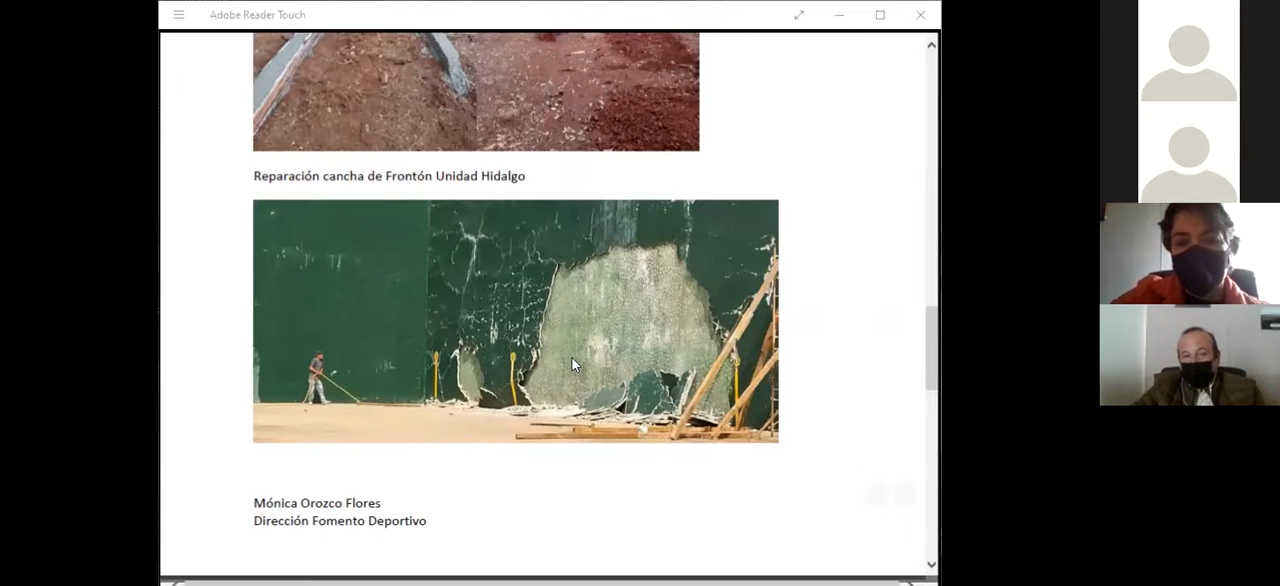 Adobe Reader Touch
Reparación cancha de Frontón Unidad Hidalgo
Mónica Orozco Flores
Dirección Fomento Deportivo